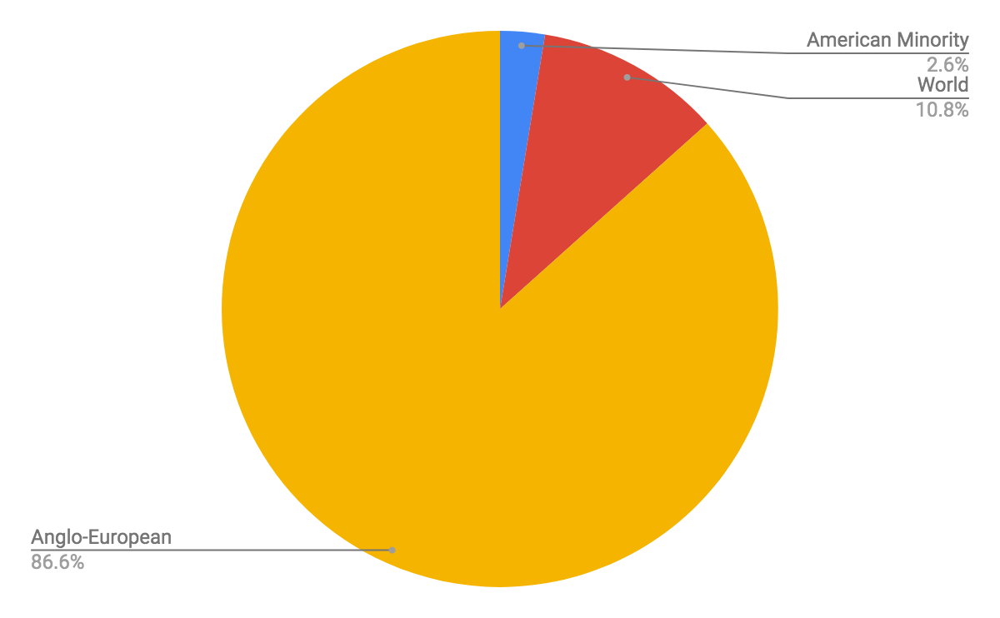 American Minority
2.6%
World
10.8%
Anglo-European
86.6%